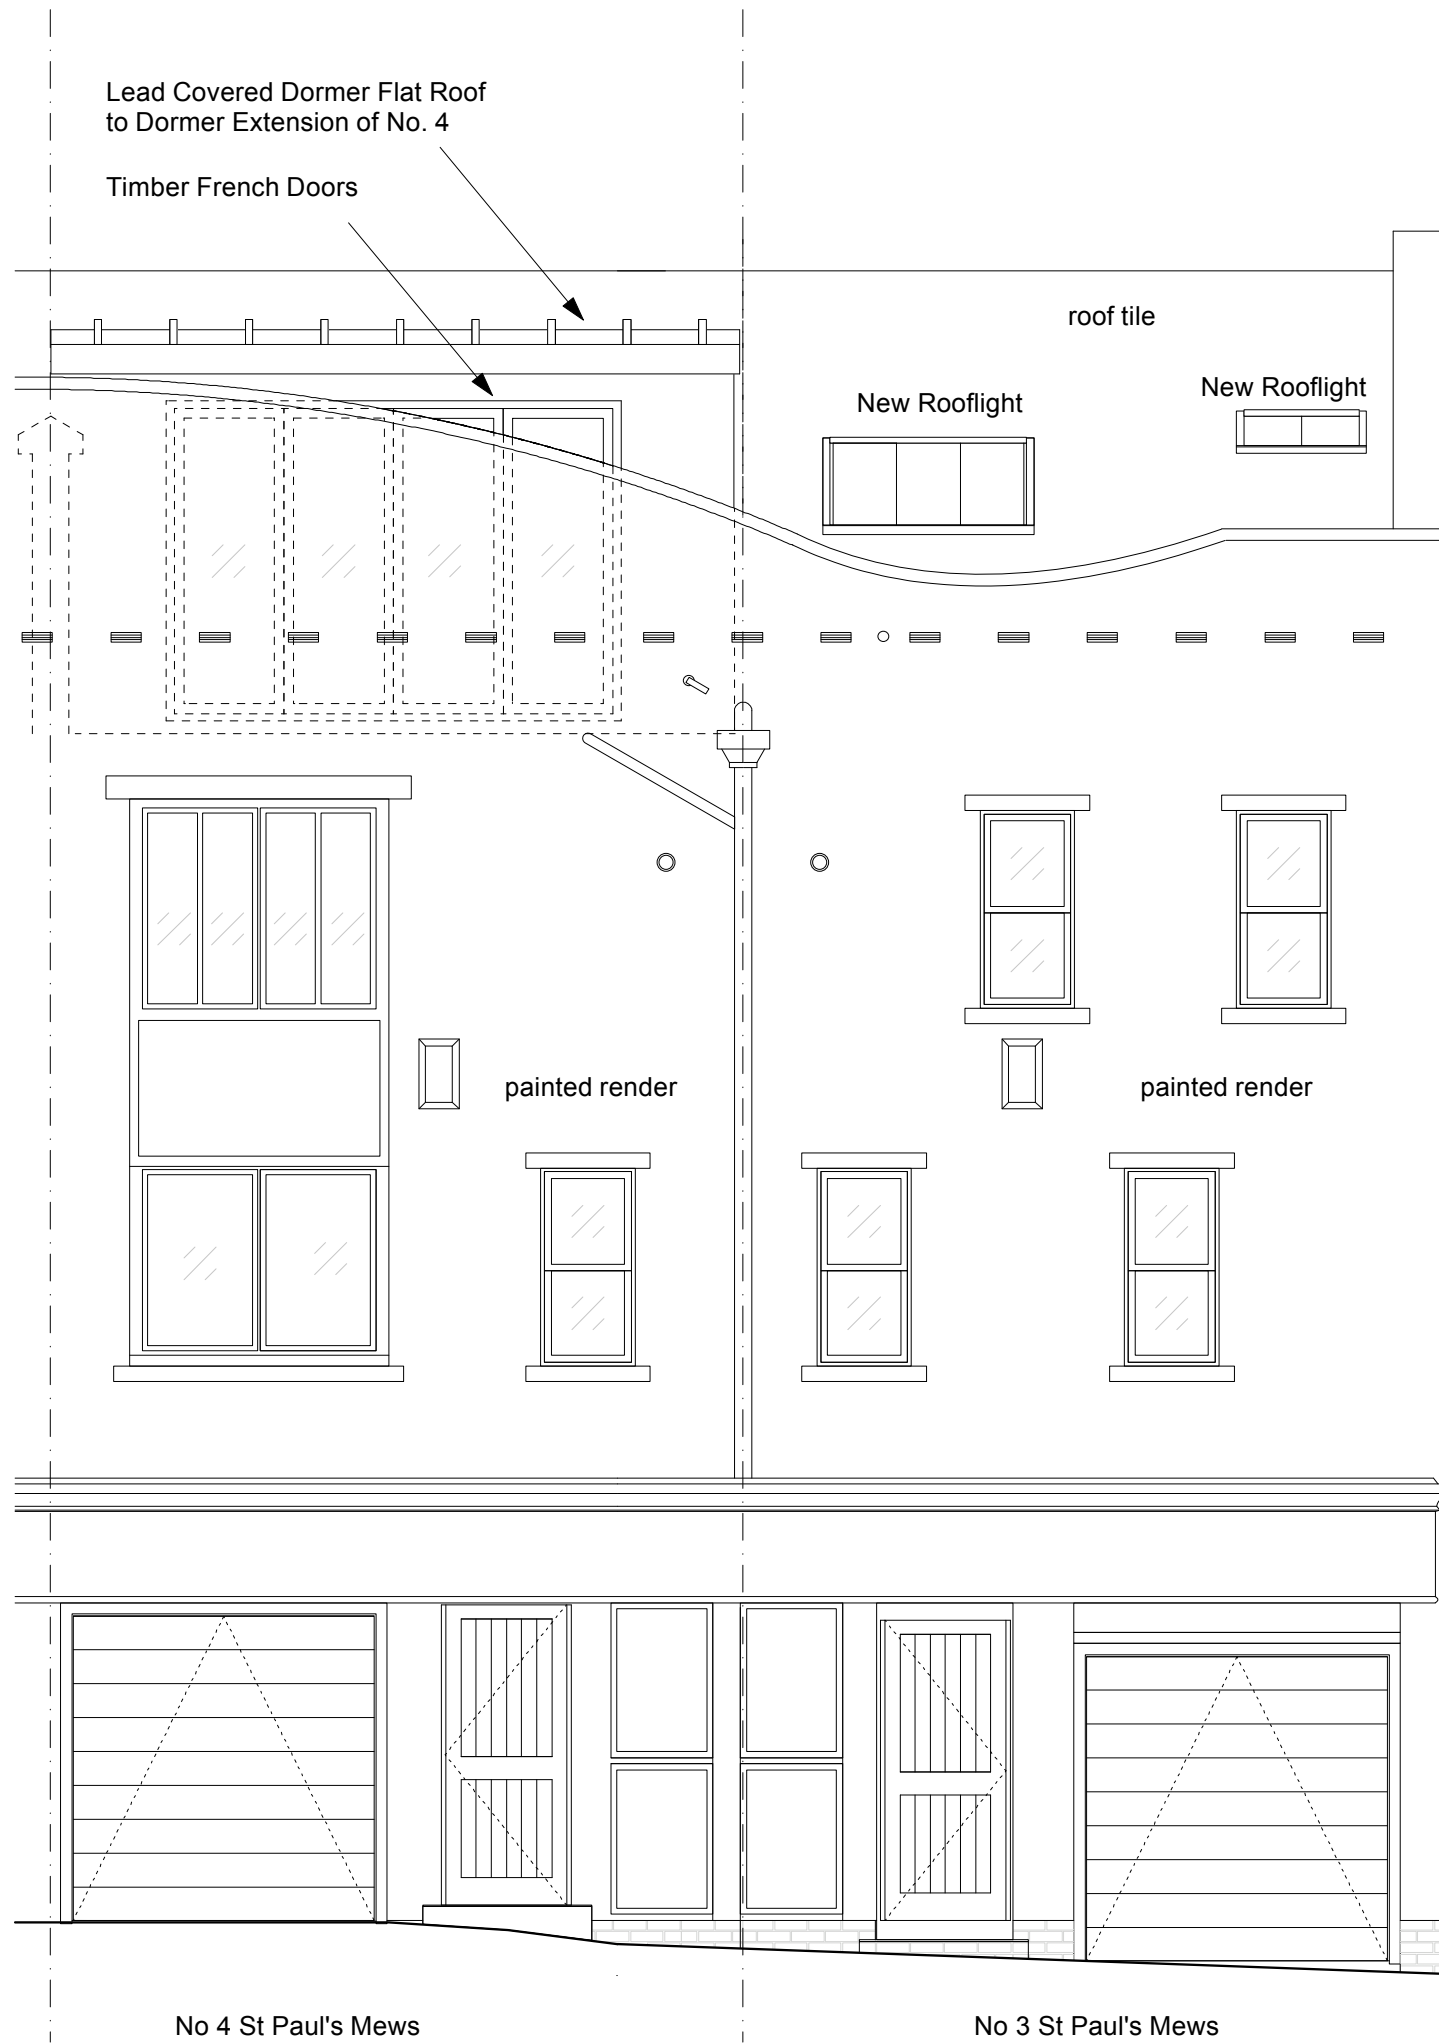 Lead Covered Dormer Flat Roof
to Dormer Extension of No. 4
Timber French Doors
roof tile
New Rooflight
New Rooflight
painted render
painted render
No 4 St Paul's Mews
No 3 St Paul's Mews